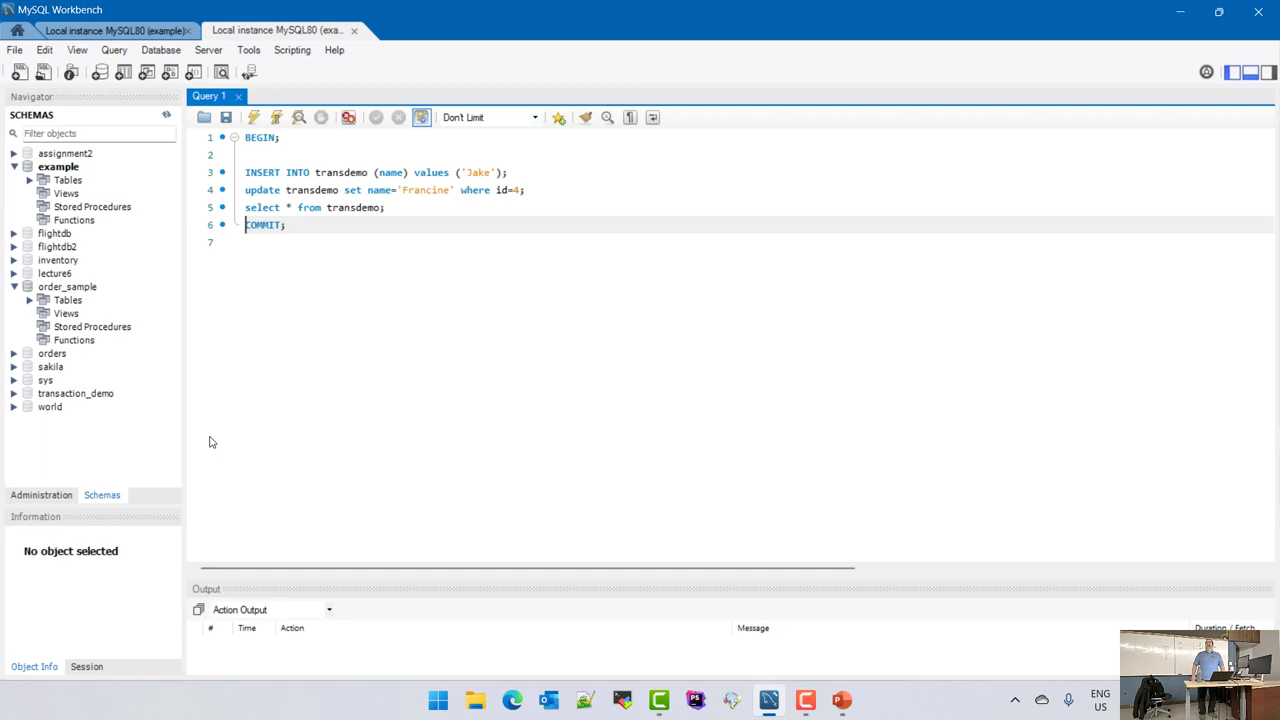 MySQL Workbench
Local instance MySQL80 (example)
Local instance MySQL80 (exa...
File Edit View Query Database Server Tools Scripting Help
Navigator
SCHEMAS
Filter objects
assignment2
example
Tables
Views
Stored Procedures
Functions
flightdb
flightdb2
inventory
lecture6
order_sample
Tables
Views
Stored Procedures
Functions
orders
sakila
sys
transaction_demo
world
Administration Schemas
Information
No object selected
Object Info Session
Query 1
Don't Limit
1 BEGIN;
2
3 INSERT INTO transdemo (name) values ('Jake');
4 update transdemo set name='Francine' where id=4;
5 select * from transdemo;
6 COMMIT;
7
Output
Action Output
# Time Action Message Duration / Fetch
ENG
US